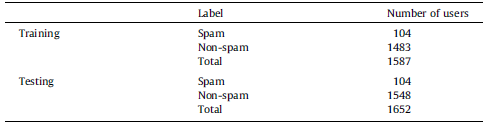 Label Number of users
Training Spam 104
Non-spam 1483
Total 1587
Testing Spam 104
Non-spam 1548
Total 1652